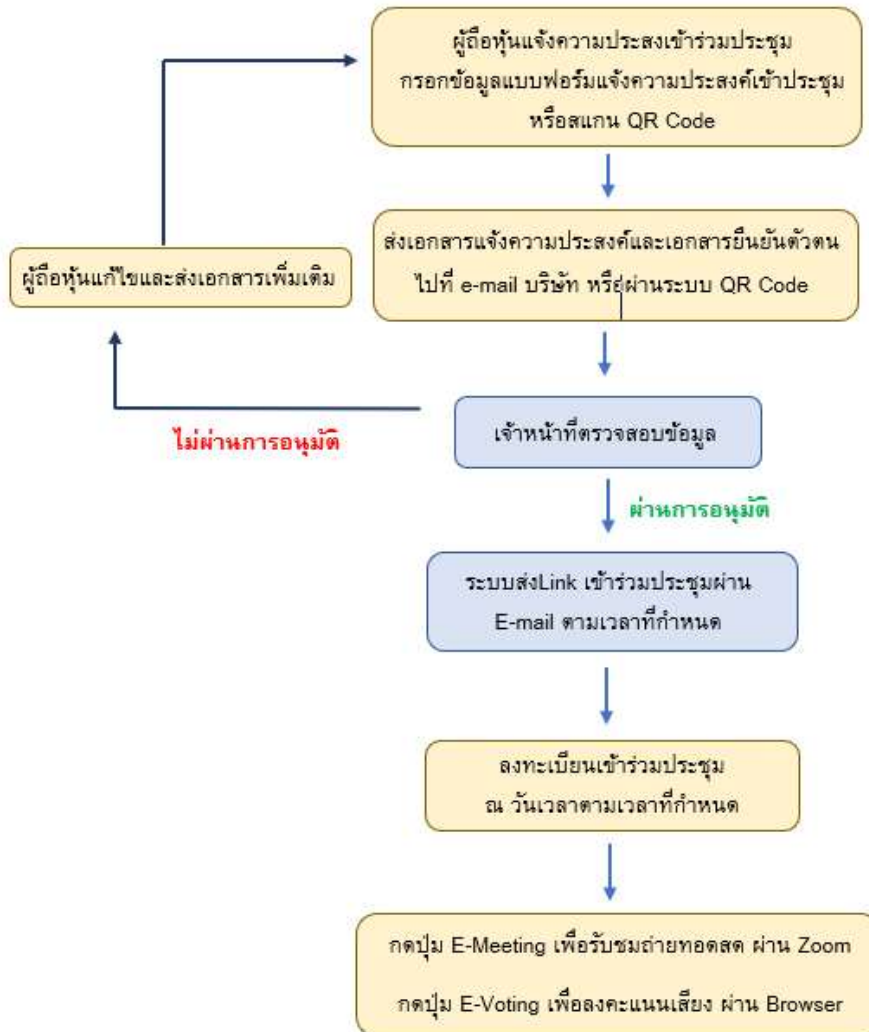 ผู้ถือหุ้นแจ้งความประสงเข้าร่วมประชุม
กรอกข้อมูลแบบฟอร์มแจ้งความประสงค์เข้าประชุม
หรือสแกน QR Code
ส่งเอกสารแจ้งความประสงค์และเอกสารยืนยันตัวตน
ไปที่ e-mail บริษัท หรือผ่านระบบ QR Code
ผู้ถือหุ้นแก้ไขและส่งเอกสารเพิ่มเติม
เจ้าหน้าที่ตรวจสอบข้อมูล
ไม่ผ่านการอนุมัติ
ผ่านการอนุมัติ
ระบบส่งLink เข้าร่วมประชุมผ่าน
E-mail ตามเวลาที่กำหนด
ลงทะเบียนเข้าร่วมประชุม
ณ วันเวลาตามเวลาที่กำหนด
กดปุ่ม E-Meeting เพื่อรับชมถ่ายทอดสด ผ่าน Zoom
กดปุ่ม E-Voting เพื่อลงคะแนนเสียง ผ่าน Browser